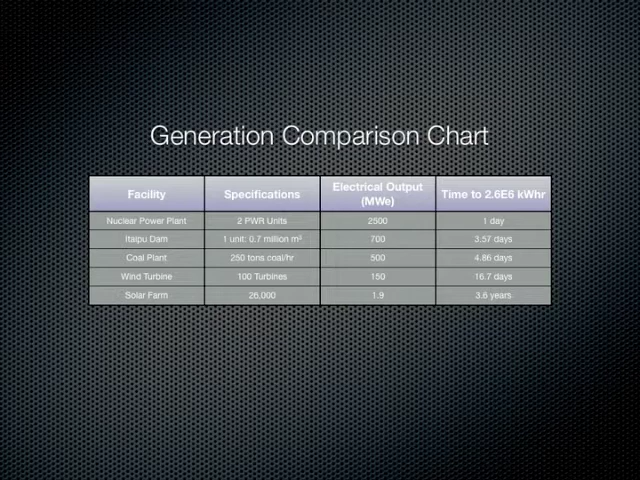 Generation Comparison Chart
Facility Specifications Electrical Output (MWe) Time to 2.6E6 kWhr
Nuclear Power Plant 2 PWR Units 2500 1 day
Itaipu Dam 1 unit: 0.7 million m³ 700 3.57 days
Coal Plant 250 tons coal/hr 500 4.86 days
Wind Turbine 100 Turbines 150 16.7 days
Solar Farm 26,000 1.9 3.6 years